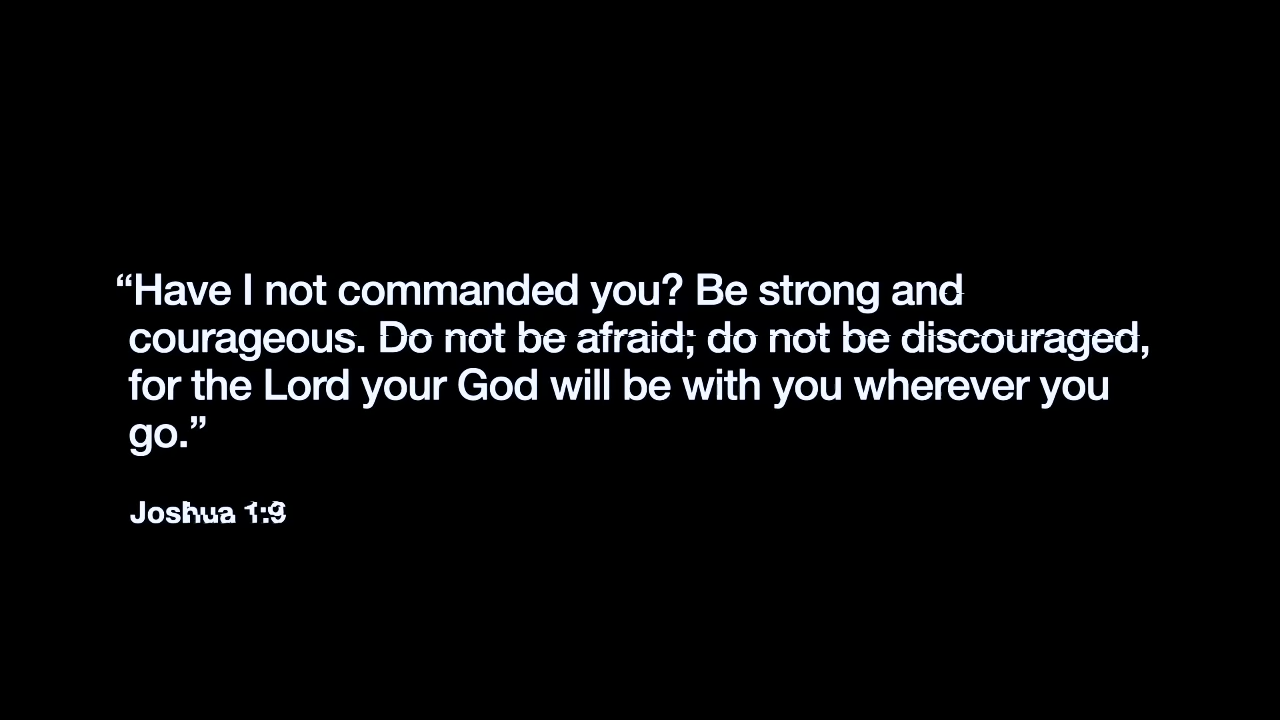 “Have I not commanded you? Be strong and
courageous. Do not be afraid; do not be discouraged,
for the Lord your God will be with you wherever you
go.”
Joshua 1:9